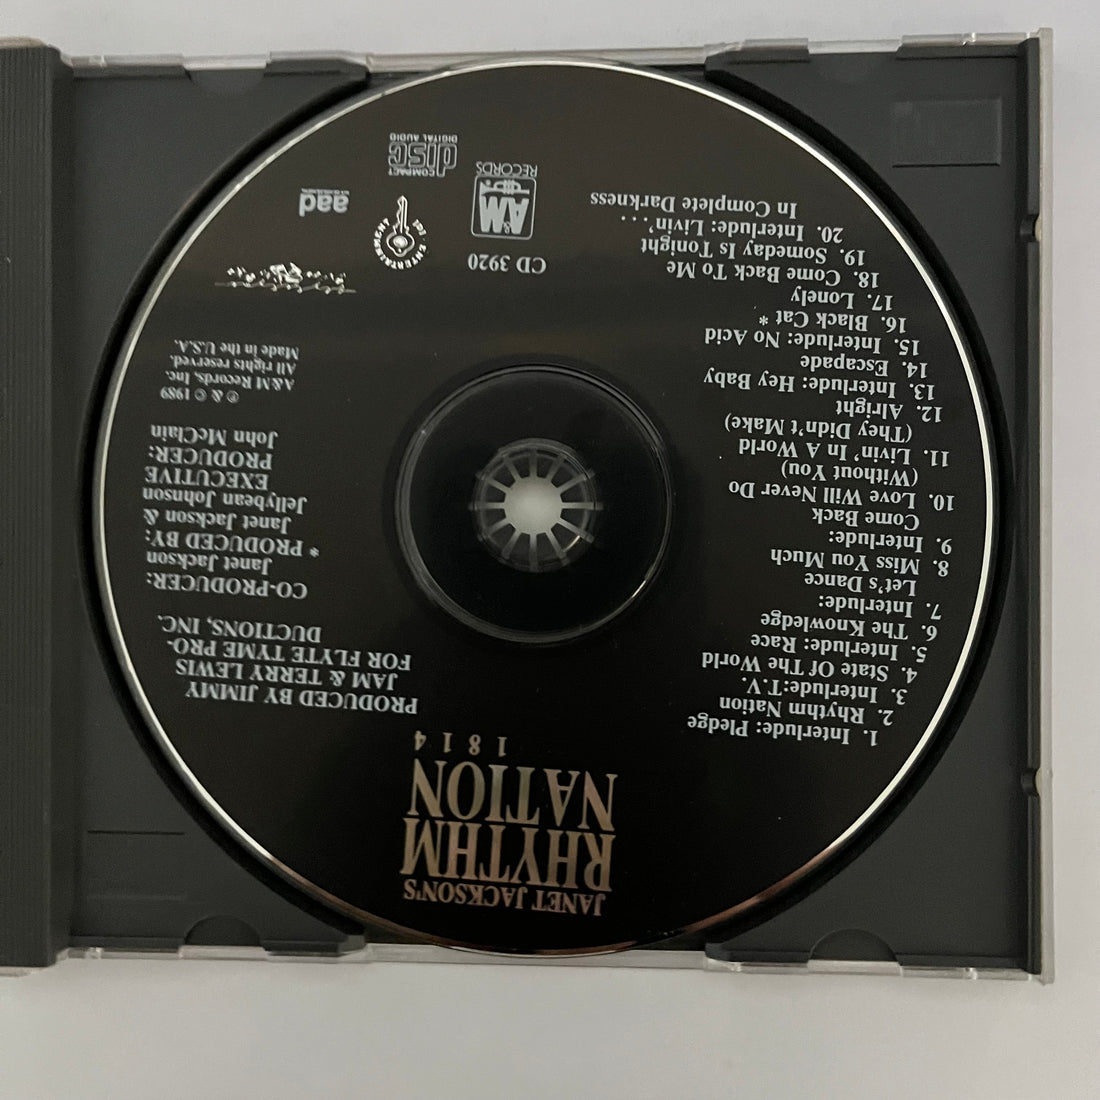 JANET JACKSON'S
RHYTHM
NATION
1814
PRODUCED BY JIMMY
JAM & TERRY LEWIS
FOR FLYTE TYME PRO-
DUCTIONS, INC.
CO-PRODUCER:
Janet Jackson
* PRODUCED BY:
Janet Jackson &
Jellybean Johnson
EXECUTIVE
PRODUCER:
John McClain
℗ & © 1989
A&M Records, Inc.
All rights reserved.
Made in the U.S.A.
1. Interlude: Pledge
2. Rhythm Nation
3. Interlude:T.V.
4. State Of The World
5. Interlude: Race
6. The Knowledge
7. Interlude:
Let's Dance
8. Miss You Much
9. Interlude:
Come Back
10. Love Will Never Do
(Without You)
11. Livin' In A World
(They Didn't Make)
12. Alright
13. Interlude: Hey Baby
14. Escapade
15. Interlude: No Acid
16. Black Cat *
17. Lonely
18. Come Back To Me
19. Someday Is Tonight
20. Interlude: Livin'...
In Complete Darkness
CD 3920
A&M
RECORDS
ENTERTAINMENT
aad
COMPACT
disc
DIGITAL AUDIO